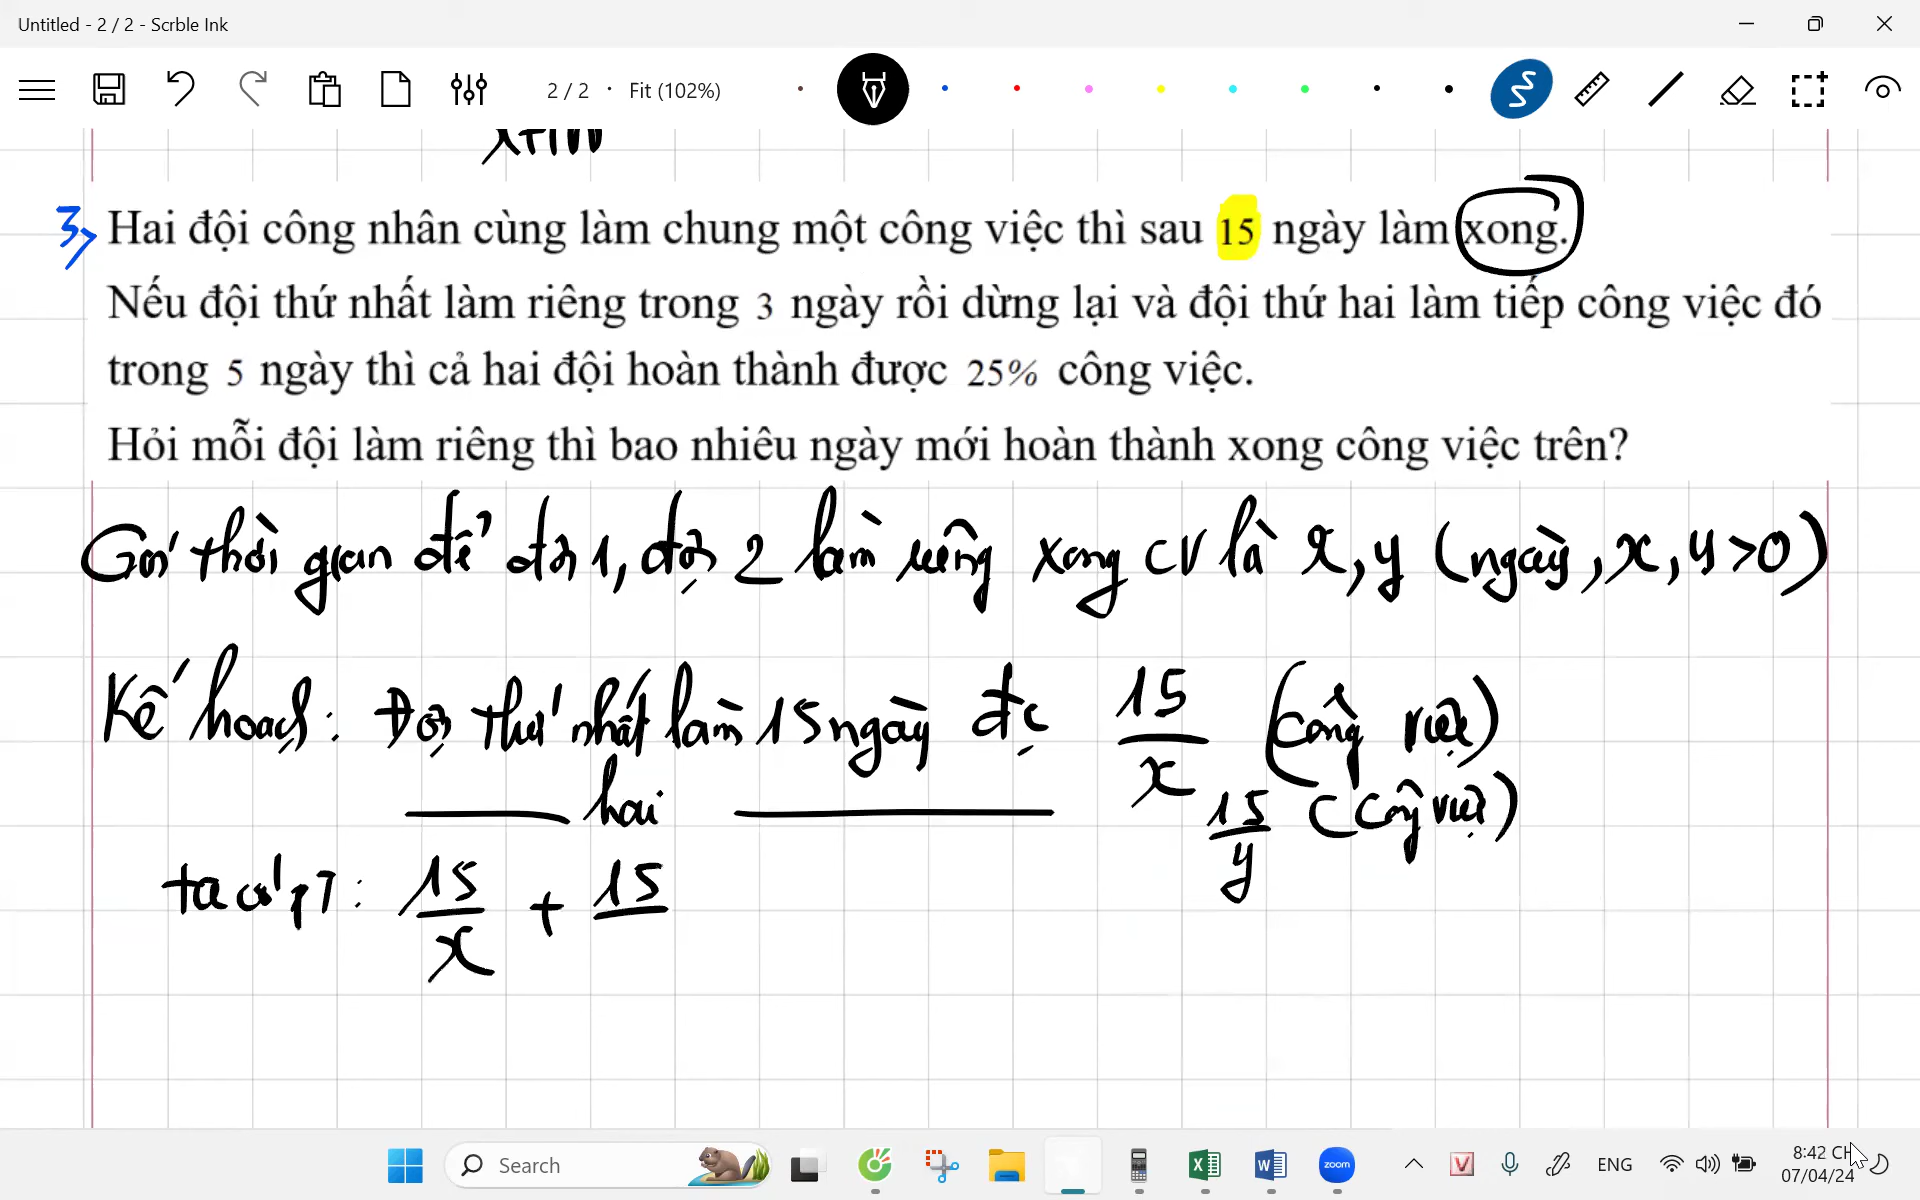 Untitled - 2 / 2 - Scrble Ink
2 / 2 · Fit (102%)
x+100
3, Hai đội công nhân cùng làm chung một công việc thì sau 15 ngày làm xong.
Nếu đội thứ nhất làm riêng trong 3 ngày rồi dừng lại và đội thứ hai làm tiếp công việc đó
trong 5 ngày thì cả hai đội hoàn thành được 25% công việc.
Hỏi mỗi đội làm riêng thì bao nhiêu ngày mới hoàn thành xong công việc trên?
Gọi thời gian để đội 1, đội 2 làm riêng xong CV là x, y (ngày, x, y > 0)
Kế hoạch: Đội thứ nhất làm 15 ngày đc 15/x (công việc)
hai 15/y (công việc)
ta có pT: 15/x + 15
Search
zoom
ENG
8:42 CH
07/04/24